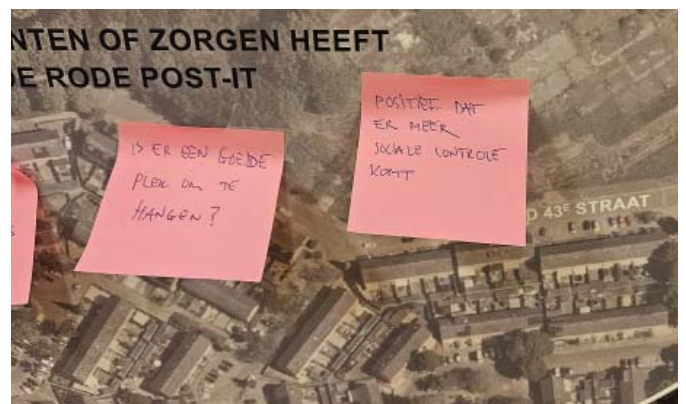 NTEN OF ZORGEN HEEFT
DE RODE POST-IT
IS ER EEN GOEDE
PLEK OM TE
HANGEN?
POSITIEF DAT
ER MEER
SOCIALE CONTROLE
KOMT
D 43E STRAAT
S